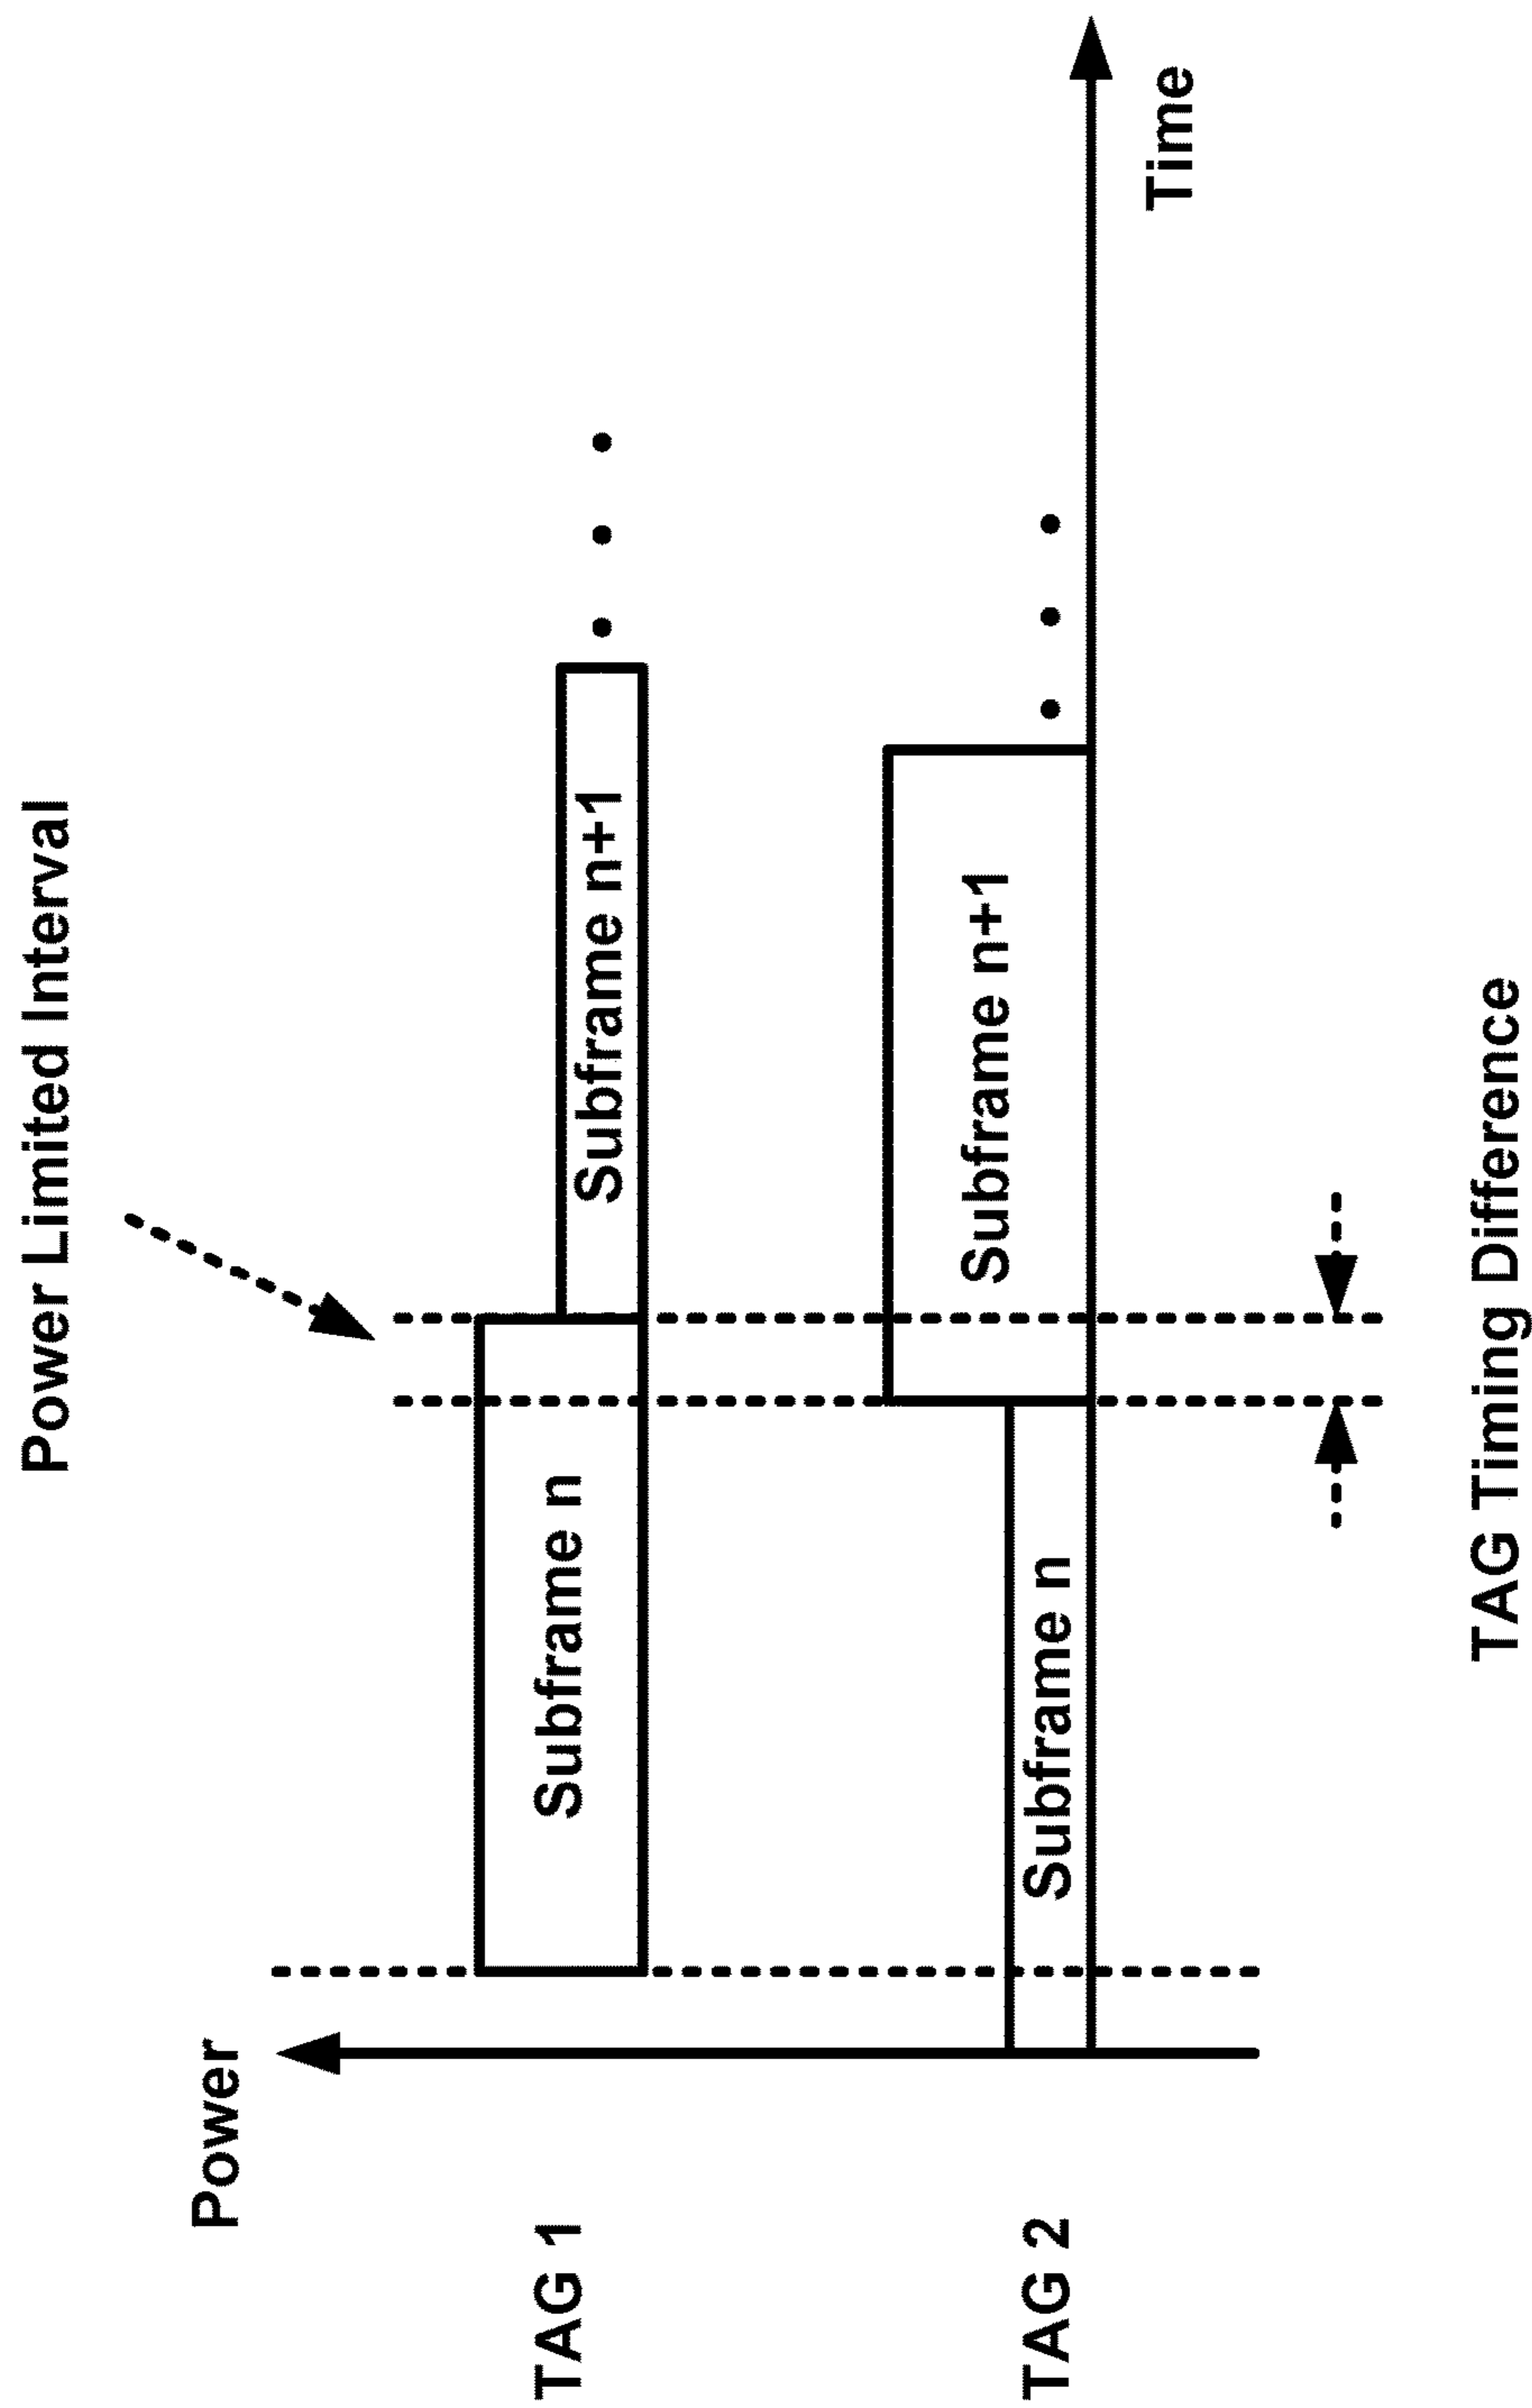 Power Limited Interval
Power
TAG 1
Subframe n
Subframe n+1
TAG 2
Subframe n
Subframe n+1
Time
TAG Timing Difference